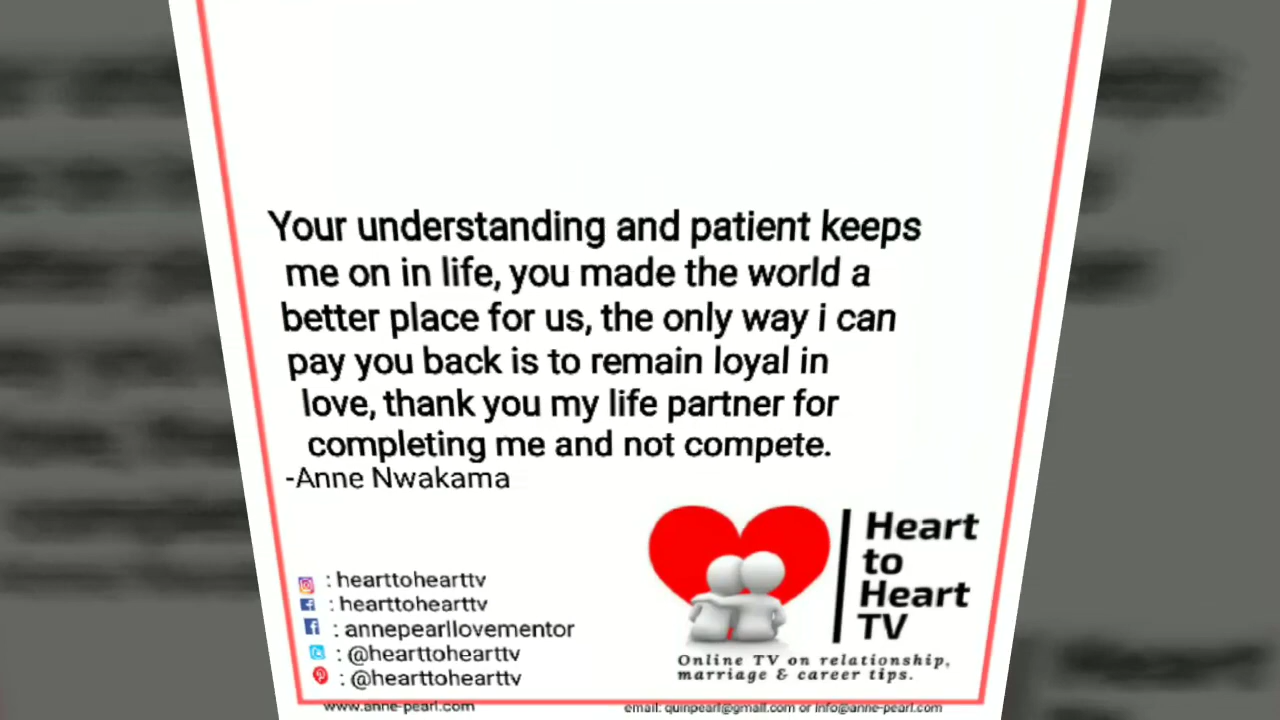 Your understanding and patient keeps
me on in life, you made the world a
better place for us, the only way i can
pay you back is to remain loyal in
love, thank you my life partner for
completing me and not compete.
-Anne Nwakama
: hearttohearttv
: hearttohearttv
: annepearllovementor
: @hearttohearttv
: @hearttohearttv
Heart
to
Heart
TV
Online TV on relationship,
marriage & career tips.
www.anne-pearl.com
email: quinpearl@gmail.com or info@anne-pearl.com